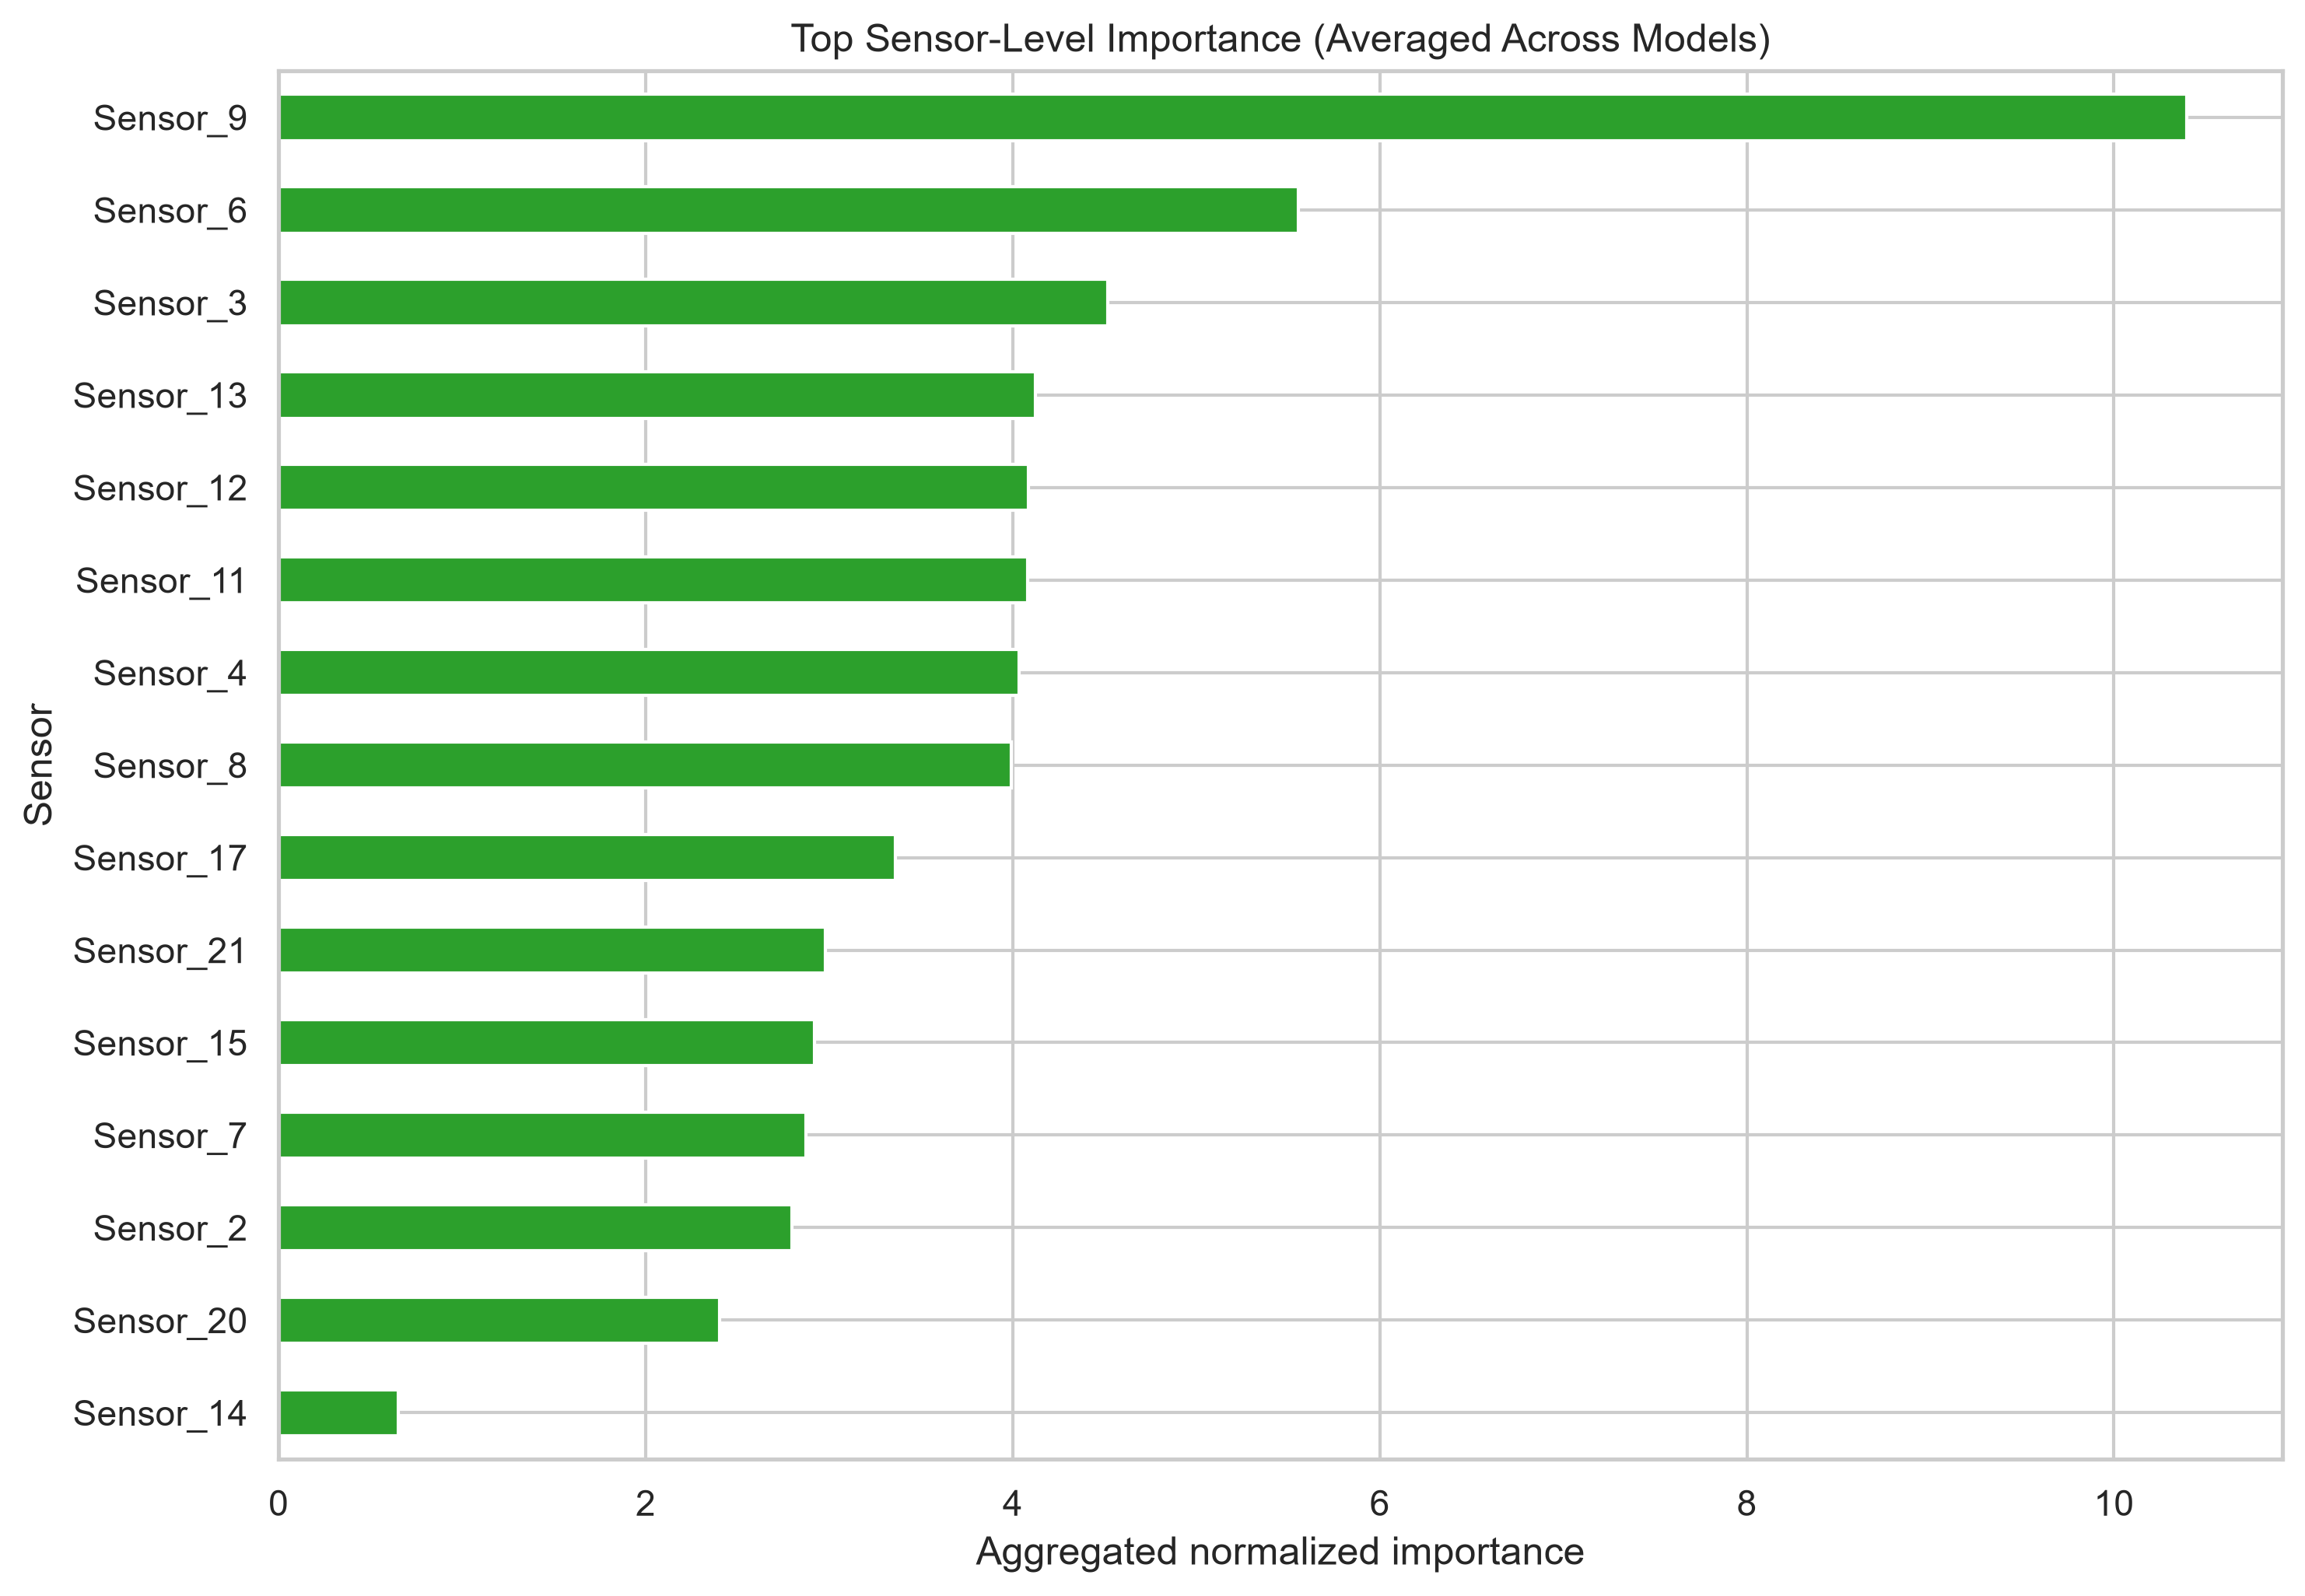 Top Sensor-Level Importance (Averaged Across Models)
Sensor_9
Sensor_6
Sensor_3
Sensor_13
Sensor_12
Sensor_11
Sensor_4
Sensor_8
Sensor_17
Sensor_21
Sensor_15
Sensor_7
Sensor_2
Sensor_20
Sensor_14
Sensor
0 2 4 6 8 10
Aggregated normalized importance